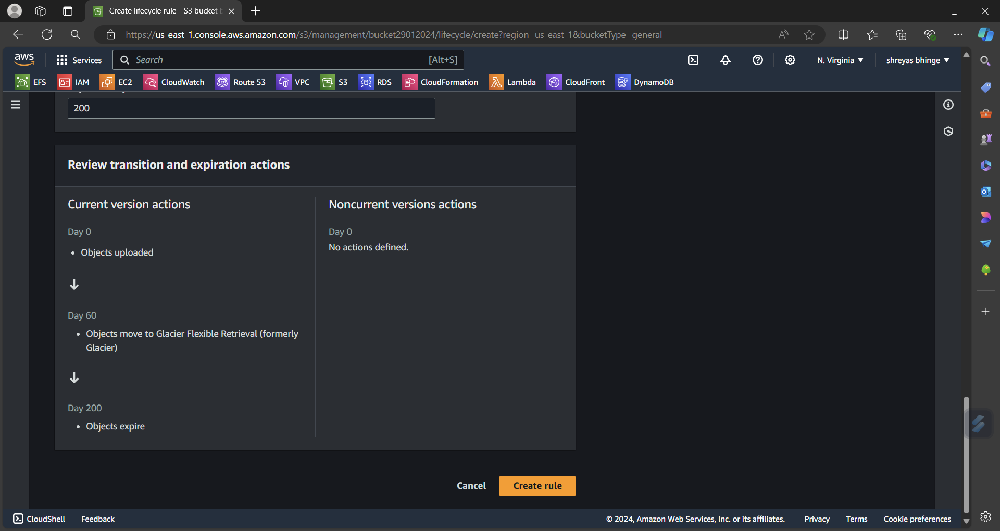 Create lifecycle rule - S3 bucket
https://us-east-1.console.aws.amazon.com/s3/management/bucket29012024/lifecycle/create?region=us-east-1&bucketType=general
aws
Services
Search
[Alt+S]
N. Virginia
shreyas bhinge
EFS
IAM
EC2
CloudWatch
Route 53
VPC
S3
RDS
CloudFormation
Lambda
CloudFront
DynamoDB
200
Review transition and expiration actions
Current version actions
Day 0
• Objects uploaded
Day 60
• Objects move to Glacier Flexible Retrieval (formerly
Glacier)
Day 200
• Objects expire
Noncurrent versions actions
Day 0
No actions defined.
Cancel
Create rule
CloudShell
Feedback
© 2024, Amazon Web Services, Inc. or its affiliates.
Privacy
Terms
Cookie preferences